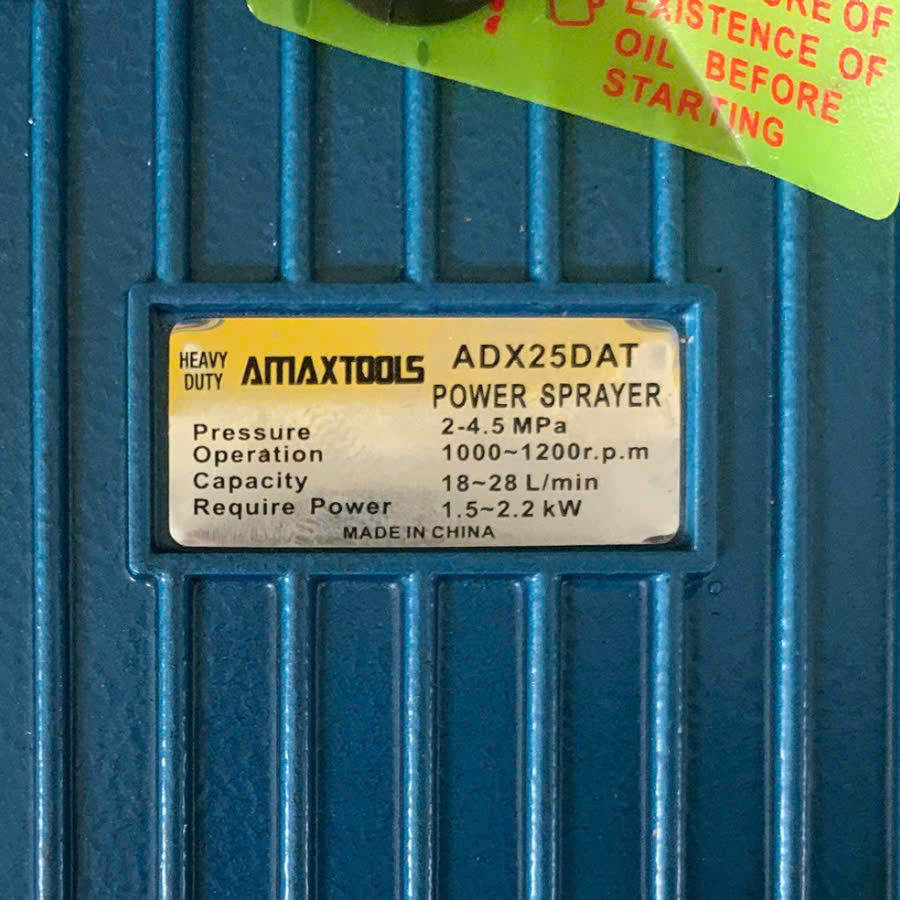 OF
EXISTENCE OF
OIL BEFORE
STARTING
HEAVY DUTY
AMAXTOOLS
ADX25DAT
POWER SPRAYER
Pressure 2-4.5 MPa
Operation 1000~1200r.p.m
Capacity 18~28 L/min
Require Power 1.5~2.2 kW
MADE IN CHINA